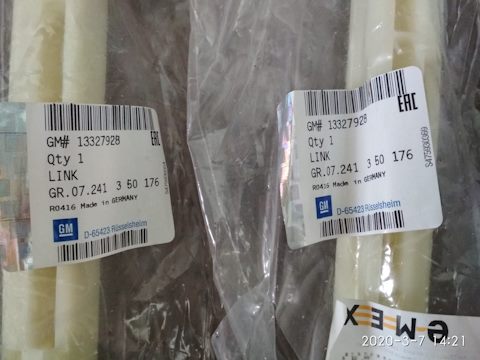 GM# 13327928
EAC
Qty 1
LINK
GR.07.241 3 50 176
R0416 Made in GERMANY
GM
D-65423 Rüsselsheim
GM# 13327928
EAC
Qty 1
LINK
GR.07.241 3 50 176
R0416 Made in GERMANY
GM
D-65423 Rüsselsheim
EMEX
2020-3-7 14:21